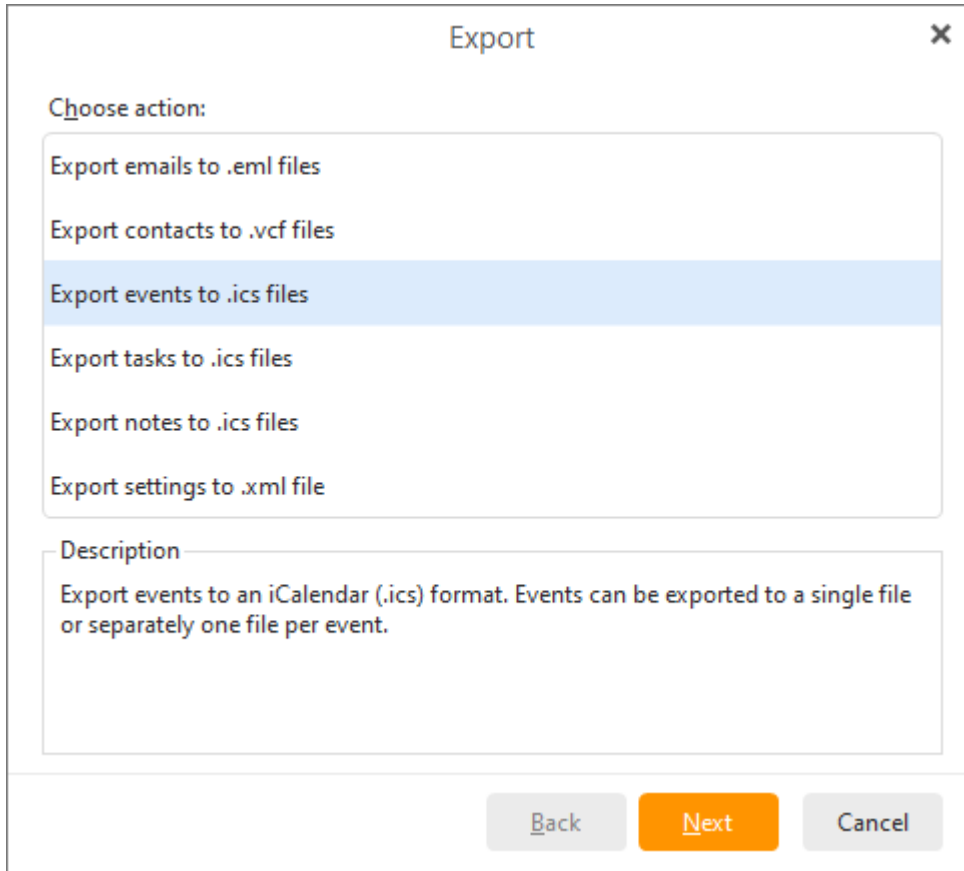 Export
Choose action:
Export emails to .eml files
Export contacts to .vcf files
Export events to .ics files
Export tasks to .ics files
Export notes to .ics files
Export settings to .xml file
Description
Export events to an iCalendar (.ics) format. Events can be exported to a single file
or separately one file per event.
Back Next Cancel